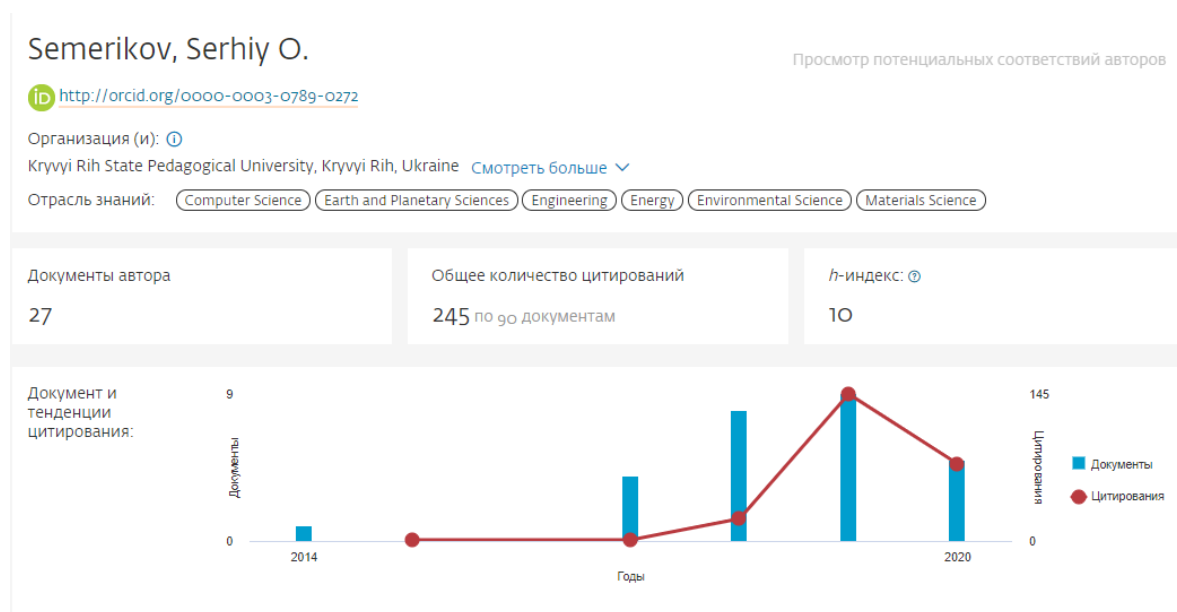 Semerikov, Serhiy O.
Просмотр потенциальных соответствий авторов
iD http://orcid.org/0000-0003-0789-0272
Организация (и):
Kryvyi Rih State Pedagogical University, Kryvyi Rih, Ukraine Смотреть больше
Отрасль знаний: Computer Science Earth and Planetary Sciences Engineering Energy Environmental Science Materials Science
Документы автора
27
Общее количество цитирований
245 по 90 документам
h-индекс:
10
Документ и
тенденции
цитирования:
9
Документы
0
2014
2020
Годы
145
Цитирования
0
Документы
Цитирования